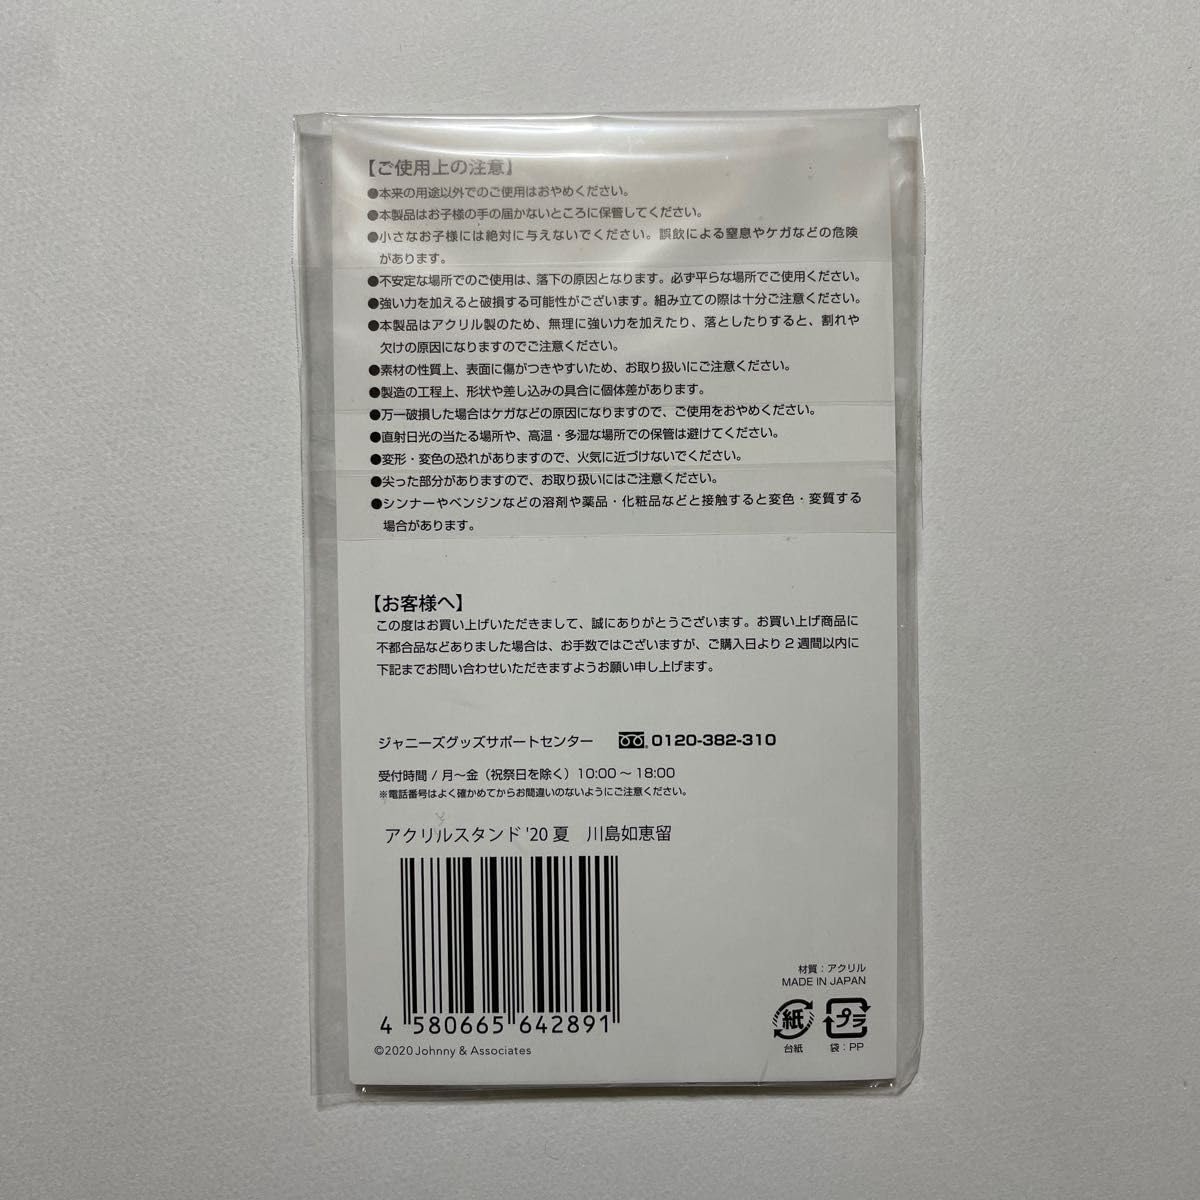 【ご使用上の注意】
●本来の用途以外でのご使用はおやめください。
●本製品はお子様の手の届かないところに保管してください。
●小さなお子様には絶対に与えないでください。誤飲による窒息やケガなどの危険
があります。
●不安定な場所でのご使用は、落下の原因となります。必ず平らな場所でご使用ください。
●強い力を加えると破損する可能性がございます。組み立ての際は十分ご注意ください。
●本製品はアクリル製のため、無理に強い力を加えたり、落としたりすると、割れや
欠けの原因になりますのでご注意ください。
●素材の性質上、表面に傷がつきやすいため、お取り扱いにご注意ください。
●製造の工程上、形状や差し込みの具合に個体差があります。
●万一破損した場合はケガなどの原因になりますので、ご使用をおやめください。
●直射日光の当たる場所や、高温・多湿な場所での保管は避けてください。
●変形・変色の恐れがありますので、火気に近づけないでください。
●尖った部分がありますので、お取り扱いにはご注意ください。
●シンナーやベンジンなどの溶剤や薬品・化粧品などと接触すると変色・変質する
場合があります。
【お客様へ】
この度はお買い上げいただきまして、誠にありがとうございます。お買い上げ商品に
不都合品などありました場合は、お手数ではございますが、ご購入日より2週間以内に
下記までお問い合わせいただきますようお願い申し上げます。
ジャニーズグッズサポートセンター 0120-382-310
受付時間 / 月～金（祝祭日を除く）10:00～18:00
※電話番号はよく確かめてからお間違いのないようにご注意ください。
アクリルスタンド '20 夏 川島如恵留
4 580665 642891
©2020 Johnny & Associates
材質：アクリル
MADE IN JAPAN
紙
プラ
台紙
袋：PP